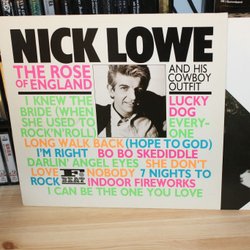 NICK LOWE
THE ROSE
OF ENGLAND
AND HIS
COWBOY
OUTFIT
I KNEW THE
BRIDE (WHEN
SHE USED TO
ROCK'N'ROLL)
LUCKY
DOG
EVERY-
ONE
LONG WALK BACK (HOPE TO GOD)
I'M RIGHT BO BO SKEDIDDLE
DARLIN' ANGEL EYES SHE DON'T
LOVE F BEAT NOBODY 7 NIGHTS TO
ROCK INDOOR FIREWORKS
I CAN BE THE ONE YOU LOVE